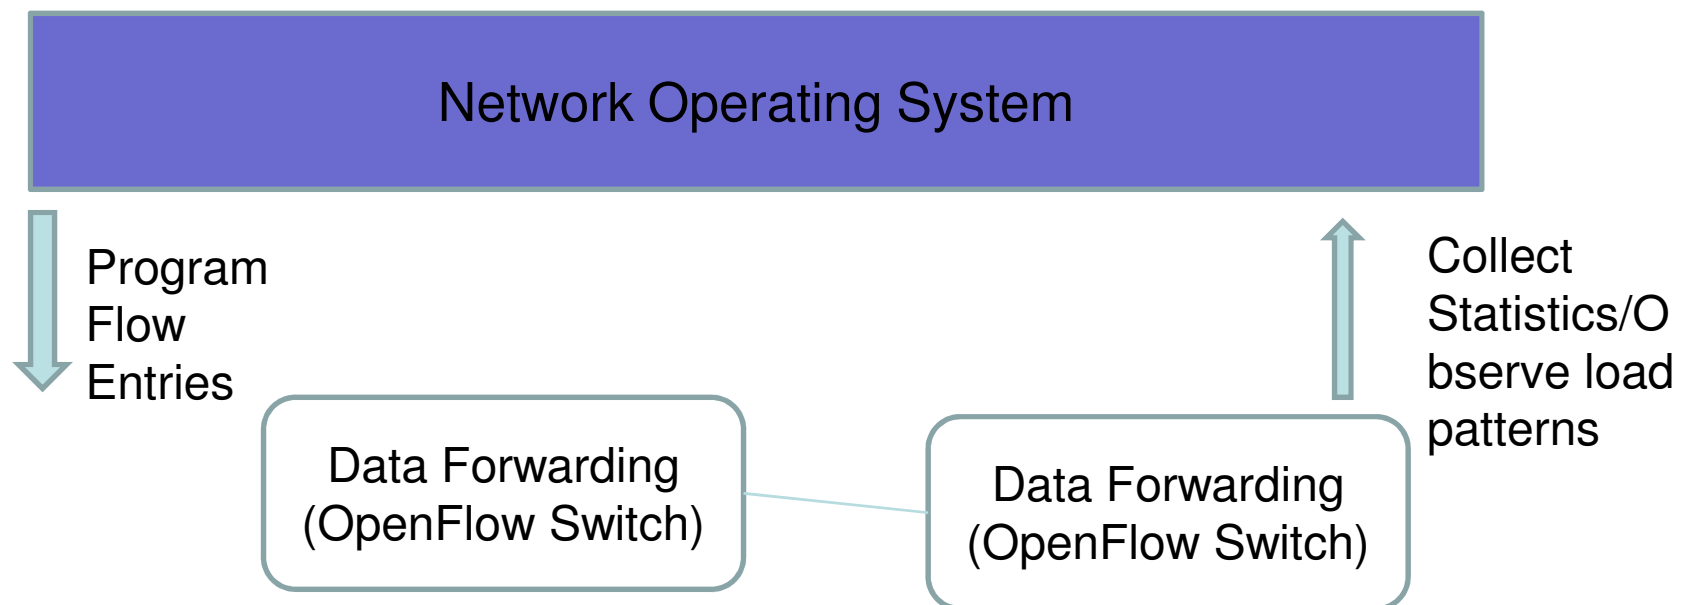 Network Operating System
Program
Flow
Entries
Collect
Statistics/O
bserve load
patterns
Data Forwarding
(OpenFlow Switch)
Data Forwarding
(OpenFlow Switch)